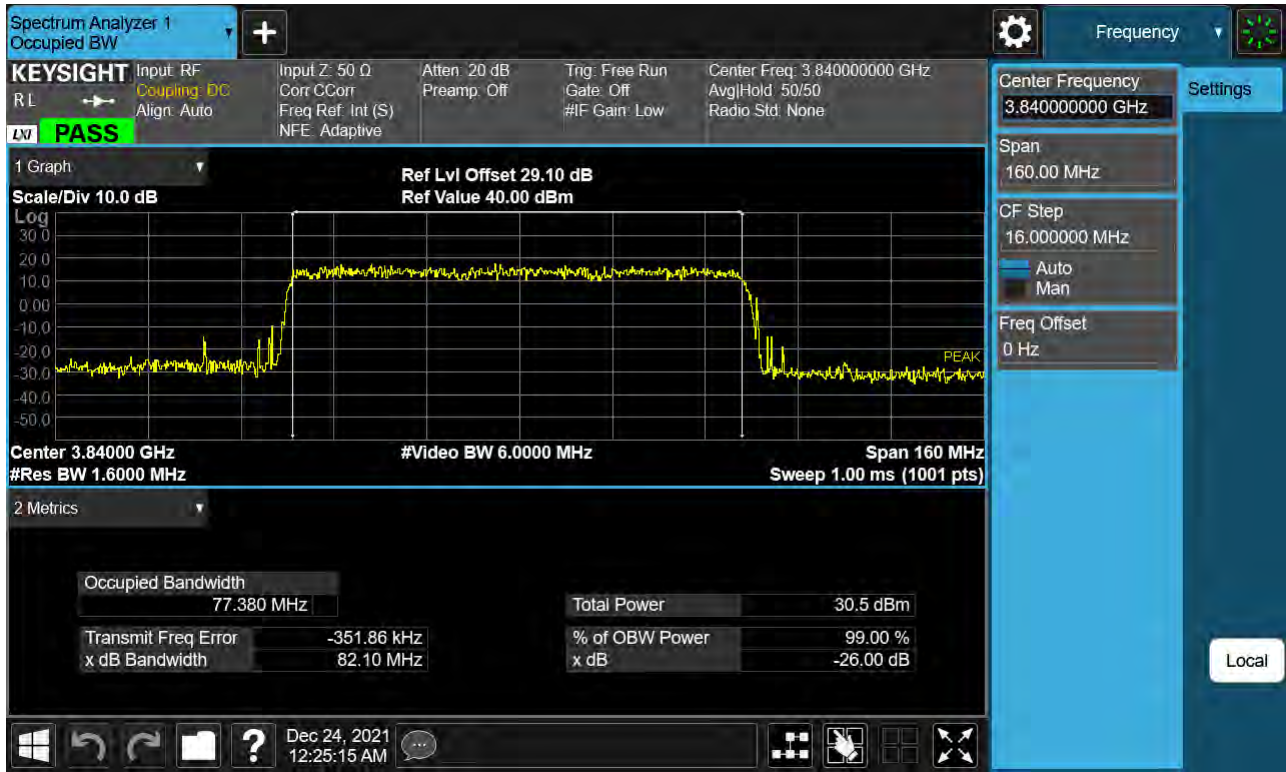 Spectrum Analyzer 1
Occupied BW
Frequency
KEYSIGHT
RL
LXI PASS
Input: RF
Coupling: DC
Align: Auto
Input Z: 50 Ω
Corr CCorr
Freq Ref: Int (S)
NFE: Adaptive
Atten: 20 dB
Preamp: Off
Trig: Free Run
Gate: Off
#IF Gain: Low
Center Freq: 3.840000000 GHz
Avg|Hold: 50/50
Radio Std: None
1 Graph
Scale/Div 10.0 dB
Ref Lvl Offset 29.10 dB
Ref Value 40.00 dBm
Log
30.0
20.0
10.0
0.00
-10.0
-20.0
-30.0
-40.0
-50.0
PEAK
Center 3.84000 GHz
#Video BW 6.0000 MHz
Span 160 MHz
#Res BW 1.6000 MHz
Sweep 1.00 ms (1001 pts)
2 Metrics
Occupied Bandwidth
77.380 MHz
Transmit Freq Error -351.86 kHz
x dB Bandwidth 82.10 MHz
Total Power 30.5 dBm
% of OBW Power 99.00 %
x dB -26.00 dB
Center Frequency
3.840000000 GHz
Settings
Span
160.00 MHz
CF Step
16.000000 MHz
Auto
Man
Freq Offset
0 Hz
Local
Dec 24, 2021
12:25:15 AM